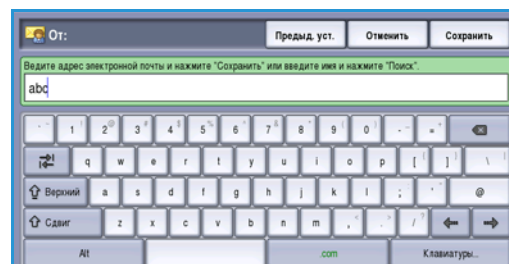 От:
Предыд. уст. Отменить Сохранить
Ведите адрес электронной почты и нажмите "Сохранить" или введите имя и нажмите "Поиск".
abc
1 2 @ 3 # 4 $ 5 % 6 ^ 7 & 8 * 9 ( 0 ) - = +
q w e r t y u i o p [ { ] } \ |
Верхний a s d f g h j k l ; : ' " @
Сдвиг z x c v b n m , < . > / ?
Alt .com Клавиатуры...